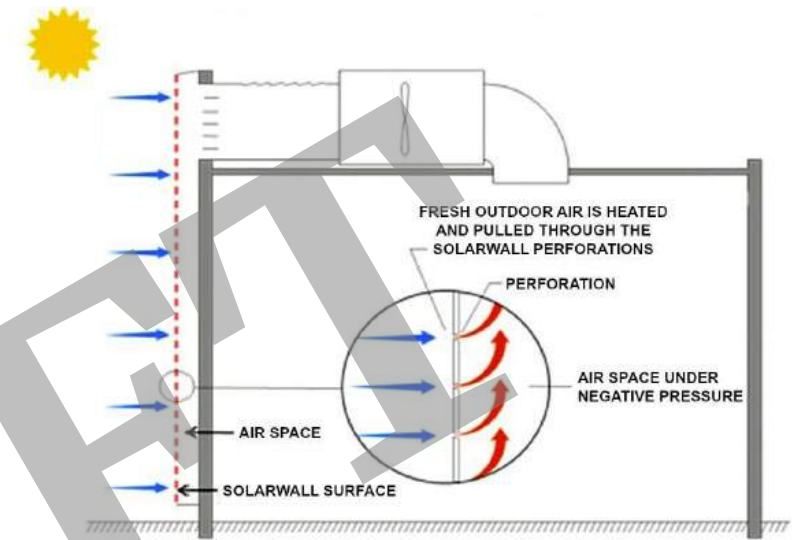 FRESH OUTDOOR AIR IS HEATED
AND PULLED THROUGH THE
SOLARWALL PERFORATIONS
PERFORATION
AIR SPACE UNDER
NEGATIVE PRESSURE
AIR SPACE
SOLARWALL SURFACE